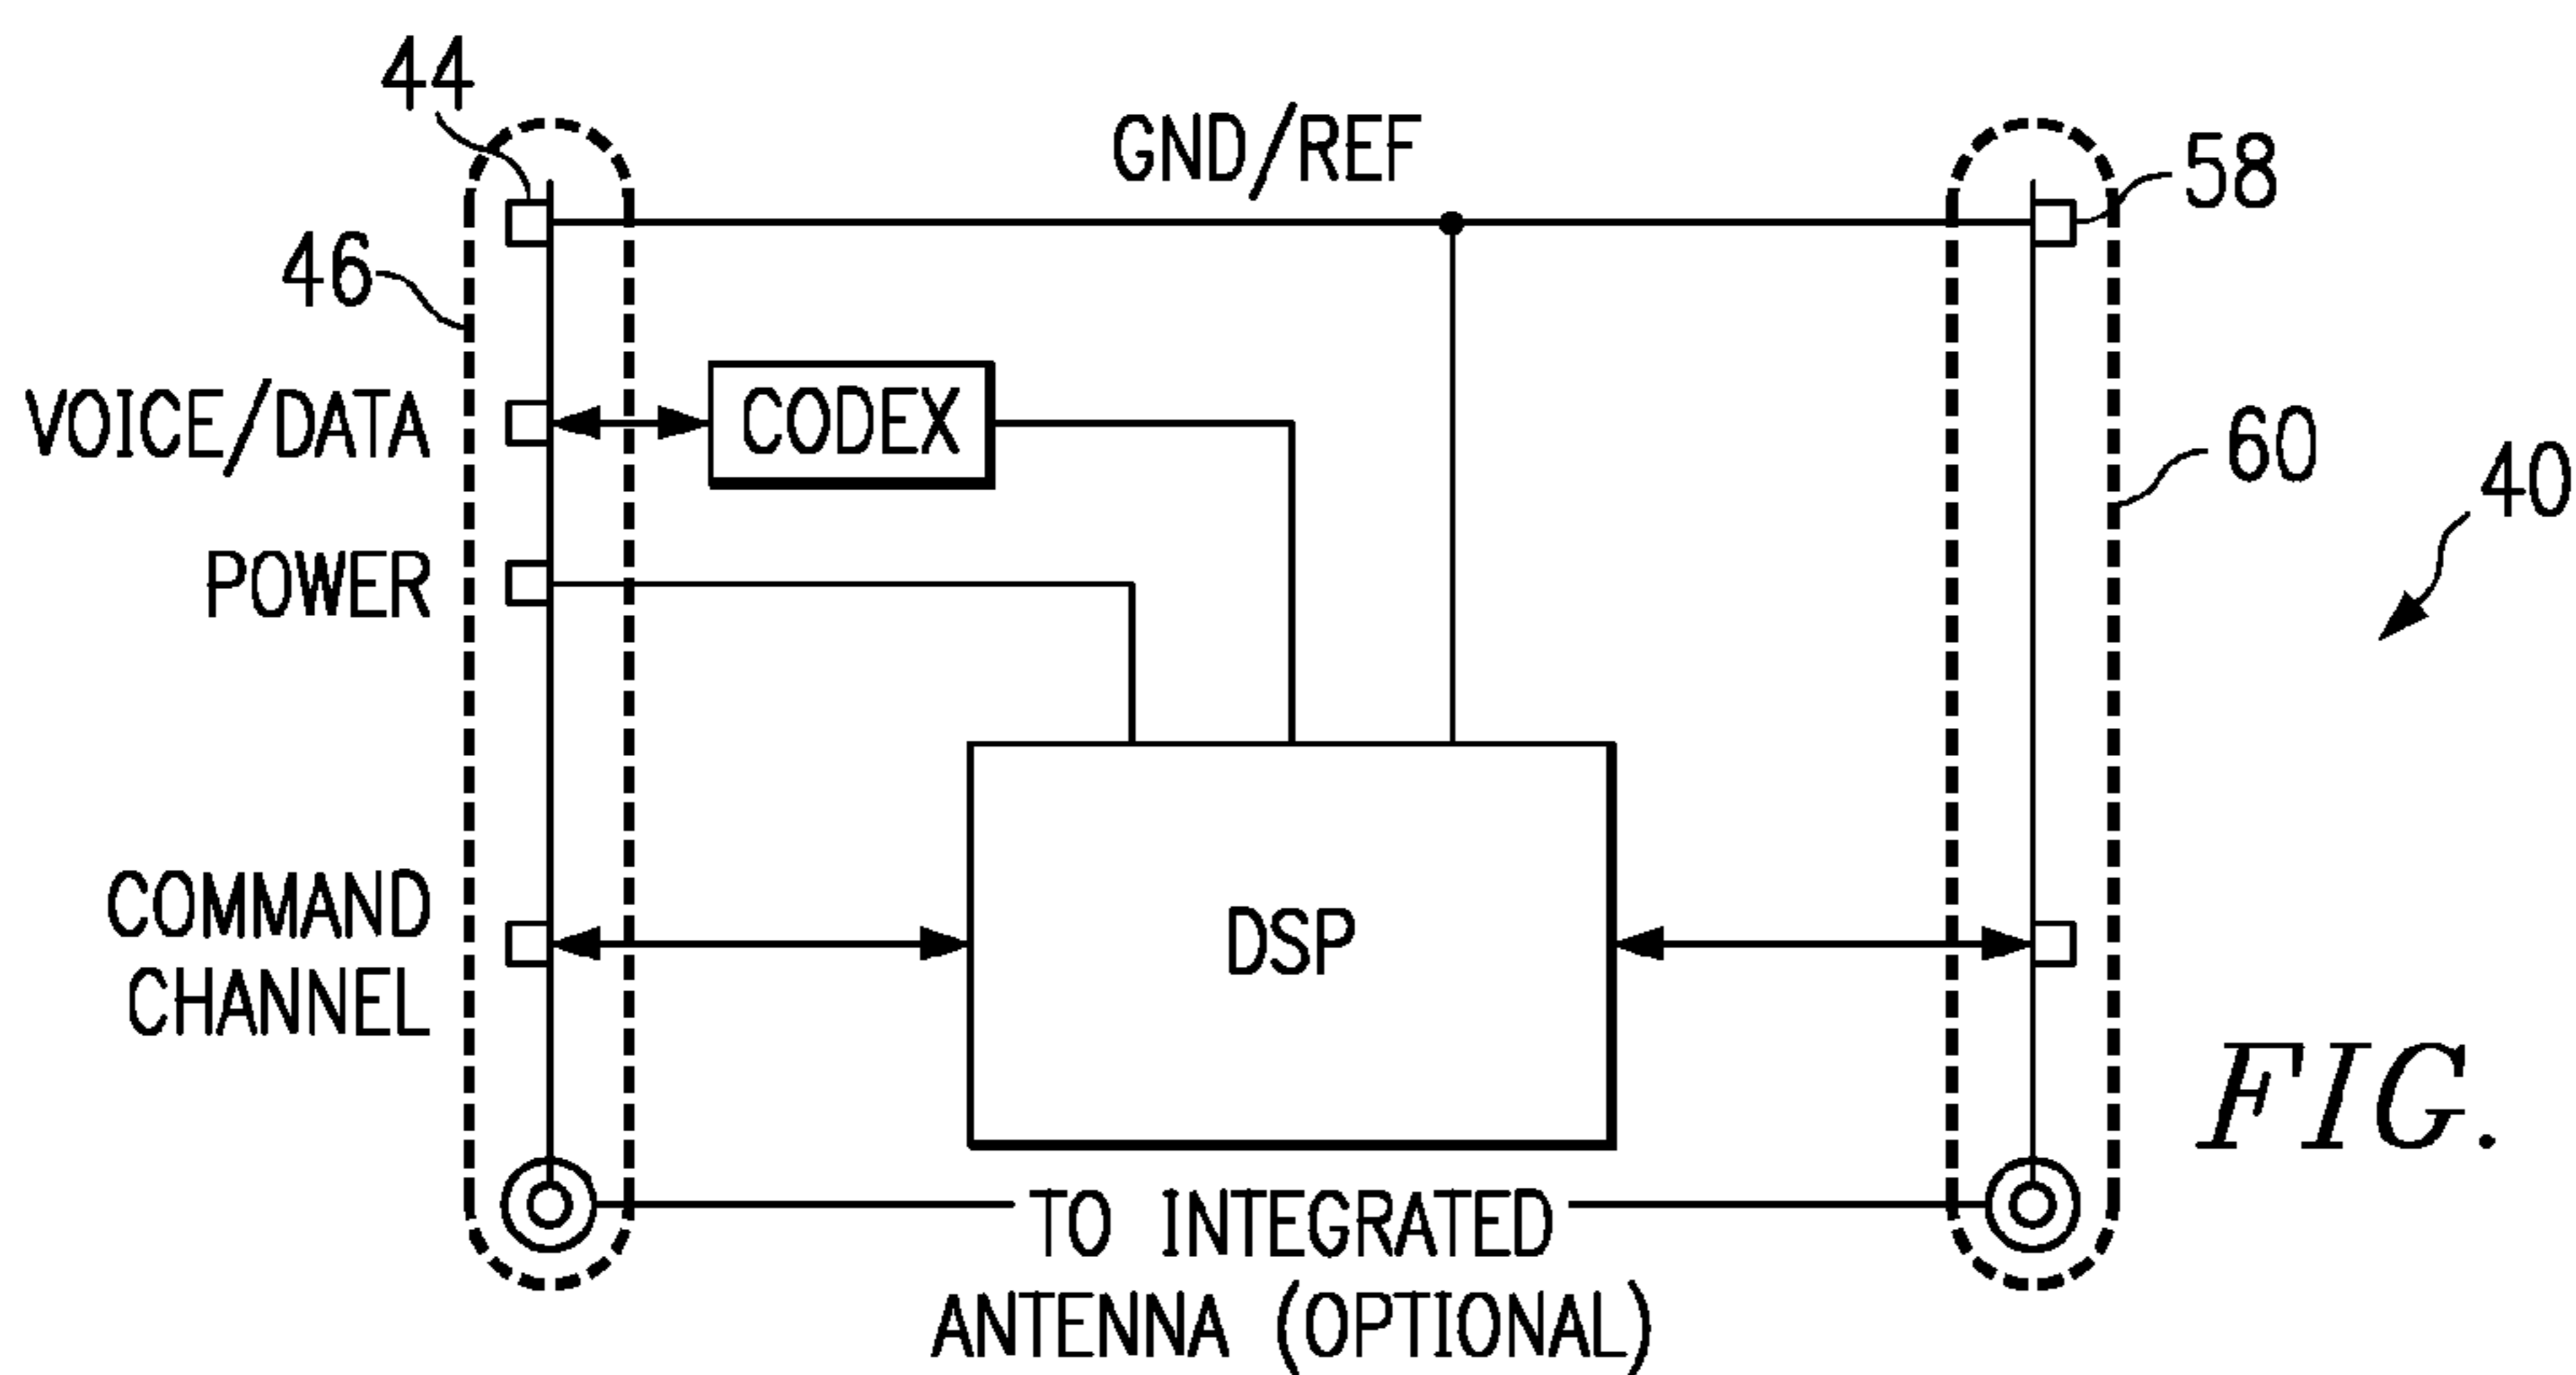 44
GND/REF
58
46
VOICE/DATA
CODEX
60
40
POWER
COMMAND
CHANNEL
DSP
FIG.
TO INTEGRATED
ANTENNA (OPTIONAL)